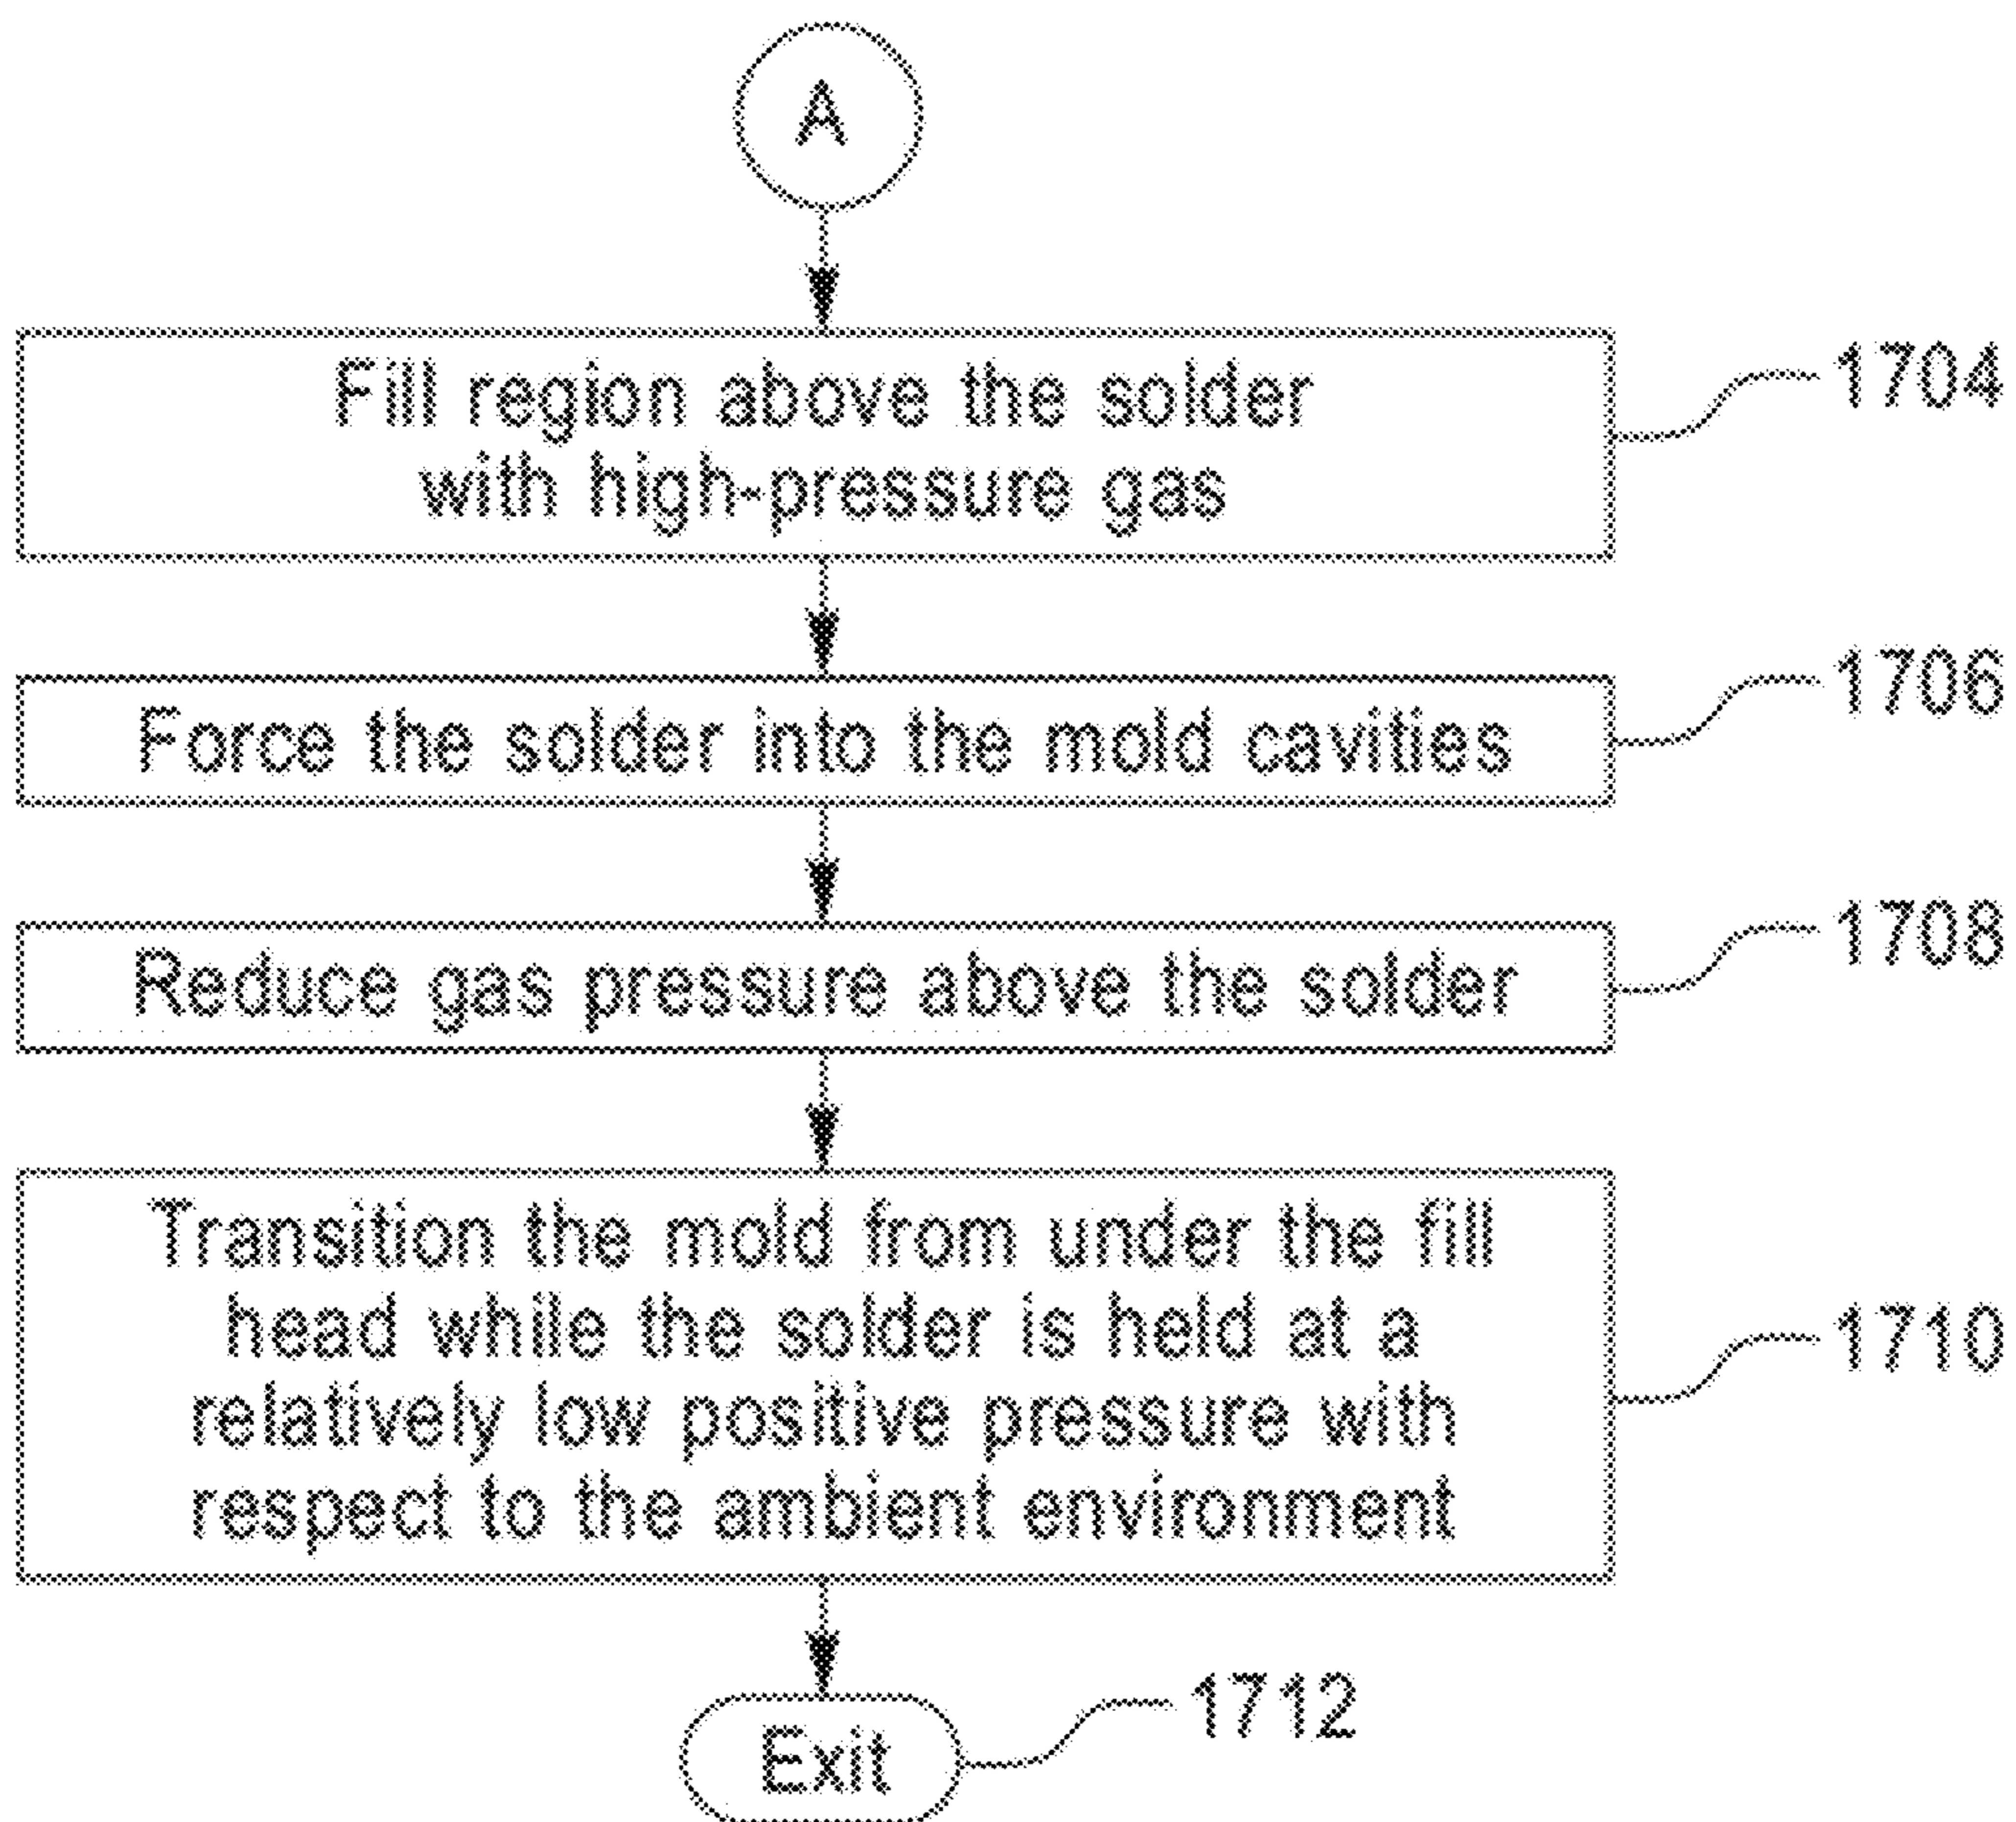 A
Fill region above the solder
with high-pressure gas
1704
Force the solder into the mold cavities
1706
Reduce gas pressure above the solder
1708
Transition the mold from under the fill
head while the solder is held at a
relatively low positive pressure with
respect to the ambient environment
1710
Exit
1712